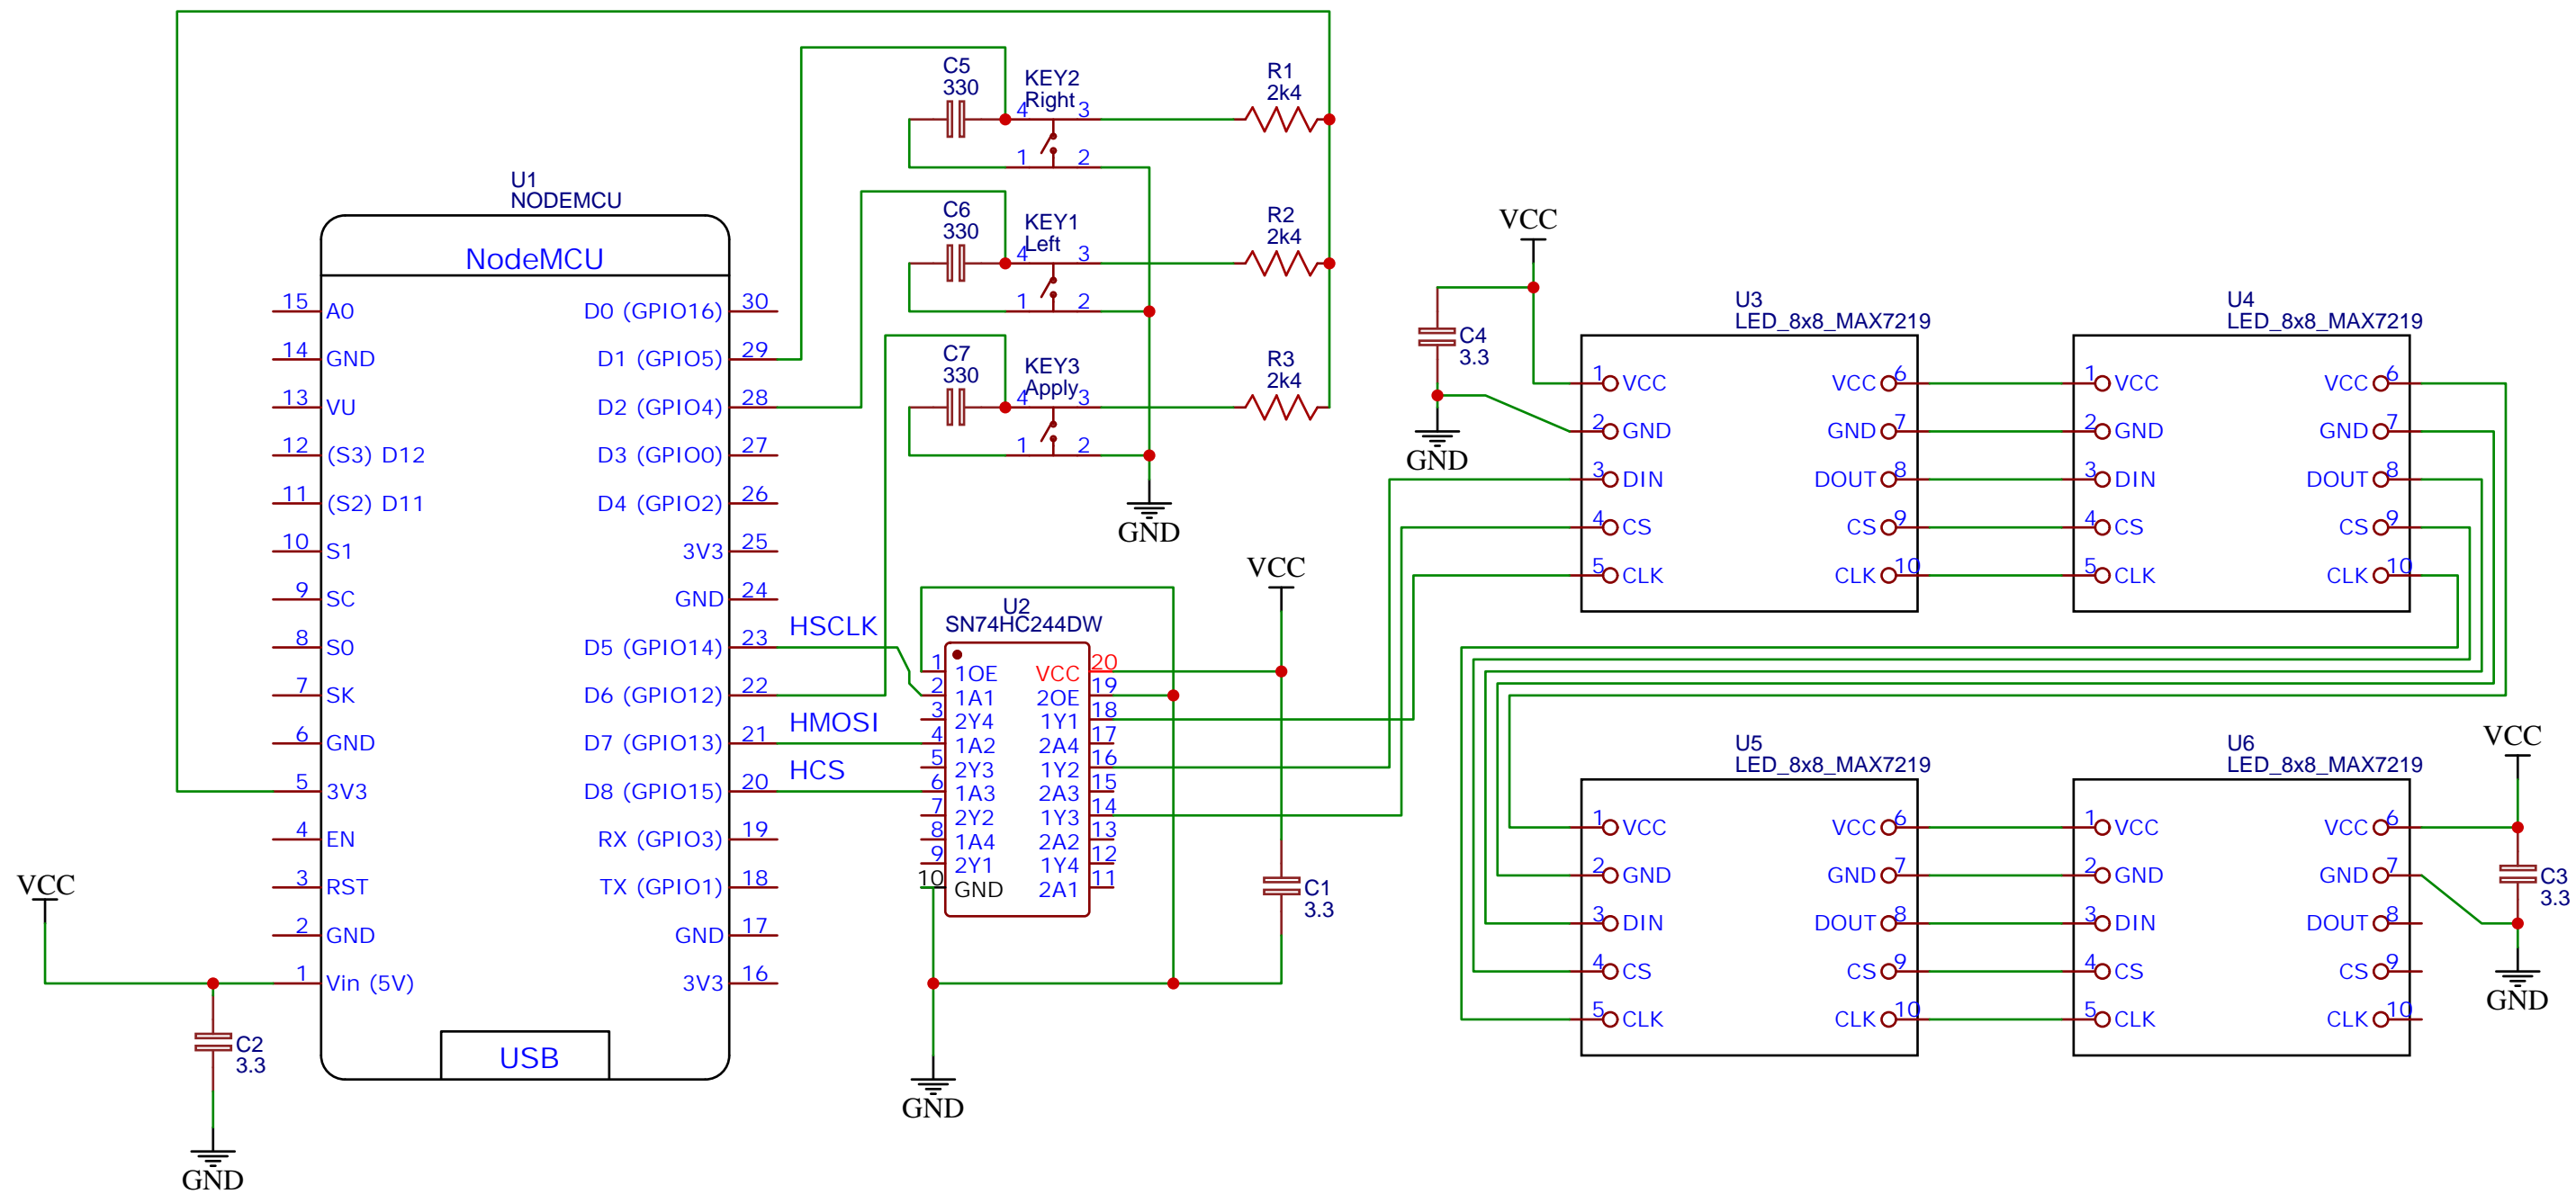 U1
NODEMCU
NodeMCU
15 A0 D0 (GPIO16) 30
14 GND D1 (GPIO5) 29
13 VU D2 (GPIO4) 28
12 (S3) D12 D3 (GPIO0) 27
11 (S2) D11 D4 (GPIO2) 26
10 S1 3V3 25
9 SC GND 24
8 S0 D5 (GPIO14) 23
7 SK D6 (GPIO12) 22
6 GND D7 (GPIO13) 21
5 3V3 D8 (GPIO15) 20
4 EN RX (GPIO3) 19
3 RST TX (GPIO1) 18
2 GND GND 17
1 Vin (5V) 3V3 16
USB
VCC
C2
3.3
GND
C5
330
KEY2
Right
4 3
1 2
R1
2k4
C6
330
KEY1
Left
4 3
1 2
R2
2k4
C7
330
KEY3
Apply
4 3
1 2
R3
2k4
GND
HSCLK
HMOSI
HCS
U2
SN74HC244DW
1 1OE VCC 20
2 1A1 2OE 19
3 2Y4 1Y1 18
4 1A2 2A4 17
5 2Y3 1Y2 16
6 1A3 2A3 15
7 2Y2 1Y3 14
8 1A4 2A2 13
9 2Y1 1Y4 12
10 GND 2A1 11
VCC
C1
3.3
GND
VCC
C4
3.3
GND
U3
LED_8x8_MAX7219
1 VCC VCC 6
2 GND GND 7
3 DIN DOUT 8
4 CS CS 9
5 CLK CLK 10
U4
LED_8x8_MAX7219
1 VCC VCC 6
2 GND GND 7
3 DIN DOUT 8
4 CS CS 9
5 CLK CLK 10
U5
LED_8x8_MAX7219
1 VCC VCC 6
2 GND GND 7
3 DIN DOUT 8
4 CS CS 9
5 CLK CLK 10
U6
LED_8x8_MAX7219
1 VCC VCC 6
2 GND GND 7
3 DIN DOUT 8
4 CS CS 9
5 CLK CLK 10
VCC
C3
3.3
GND